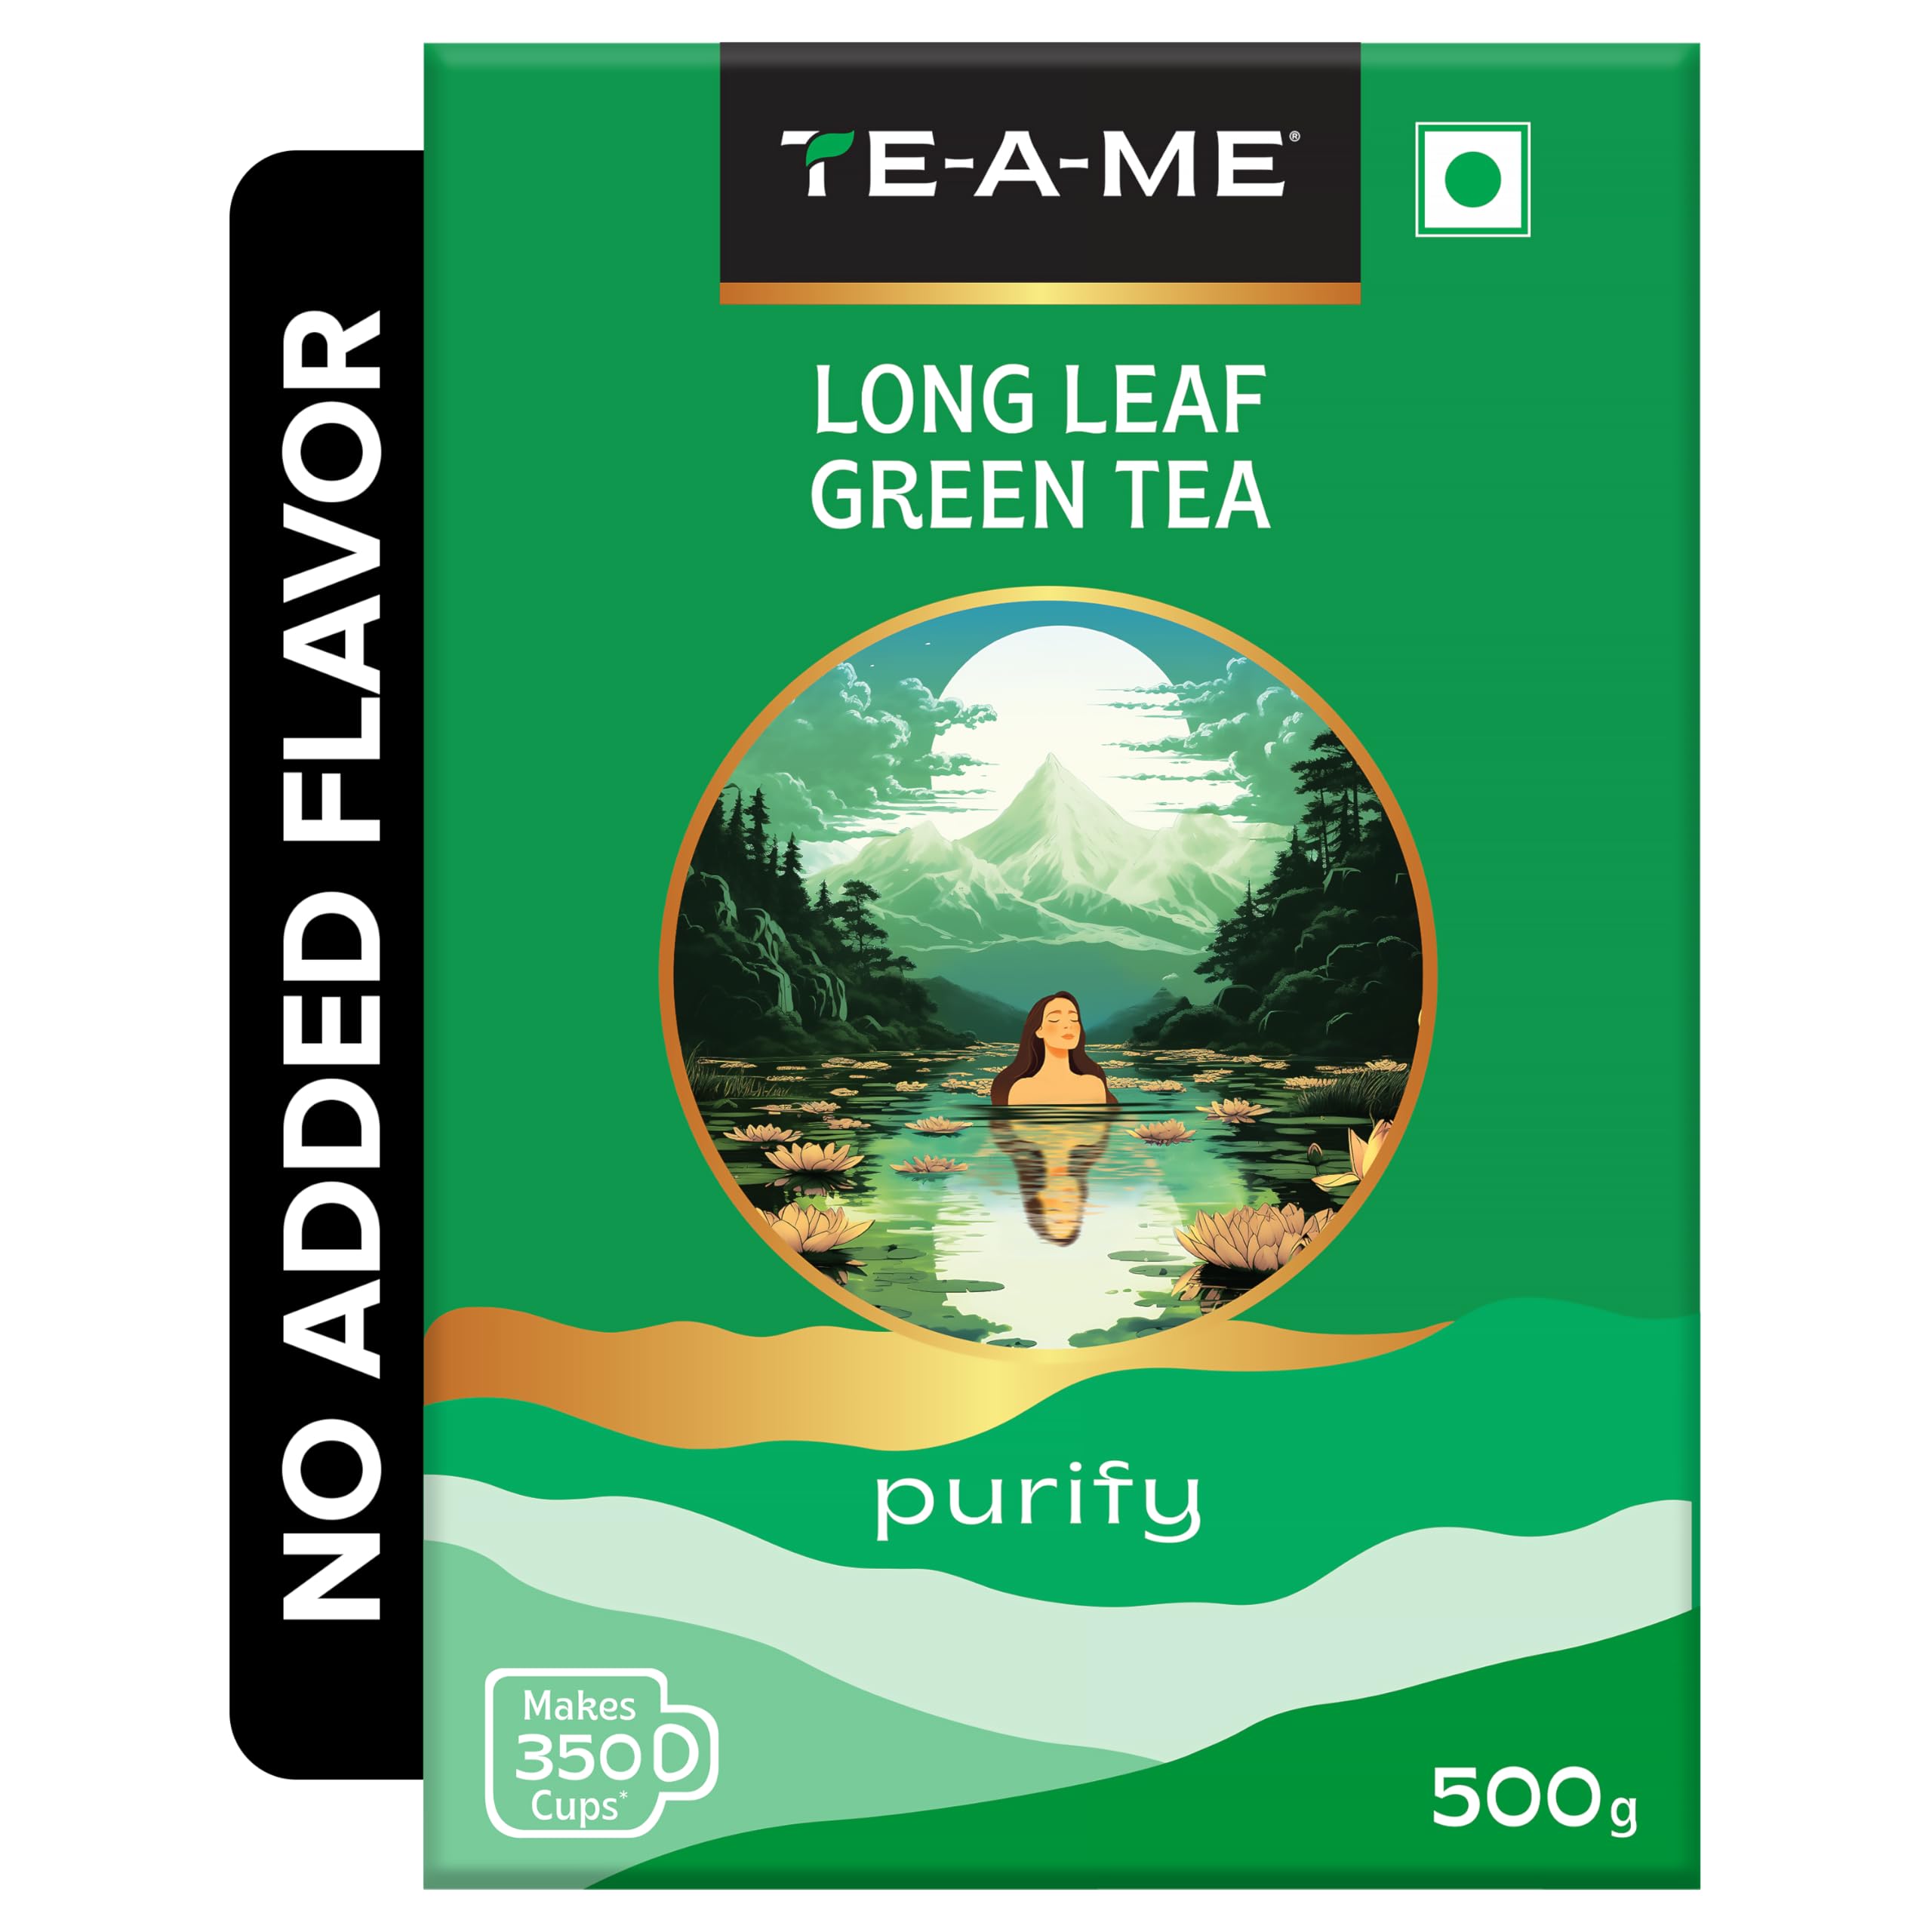 NO ADDED FLAVOR
TE-A-ME®
LONG LEAF
GREEN TEA
purify
Makes
350
Cups*
500g